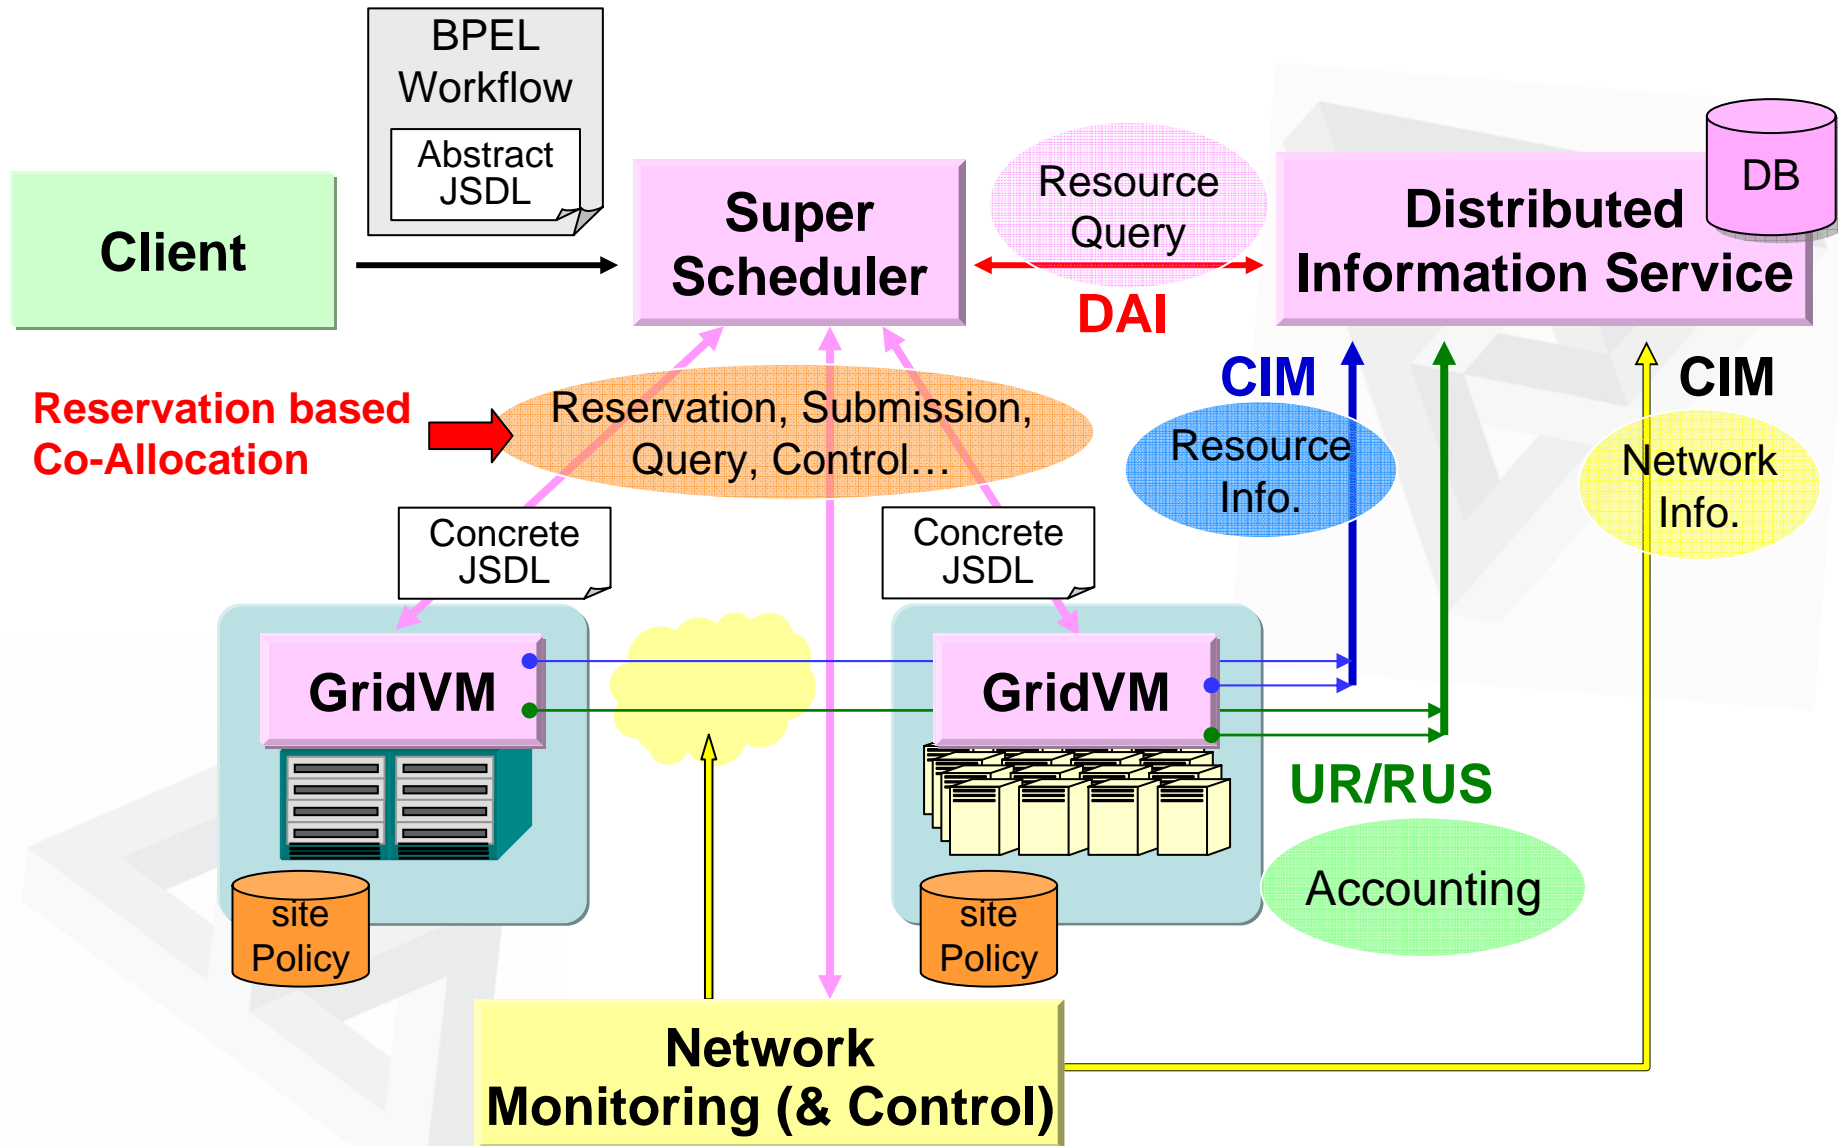 BPEL
Workflow
Abstract
JSDL
Client
Super
Scheduler
Resource
Query
DAI
Distributed
Information Service
DB
Reservation based
Co-Allocation
Reservation, Submission,
Query, Control…
CIM
Resource
Info.
CIM
Network
Info.
Concrete
JSDL
Concrete
JSDL
GridVM
GridVM
UR/RUS
Accounting
site
Policy
site
Policy
Network
Monitoring (& Control)